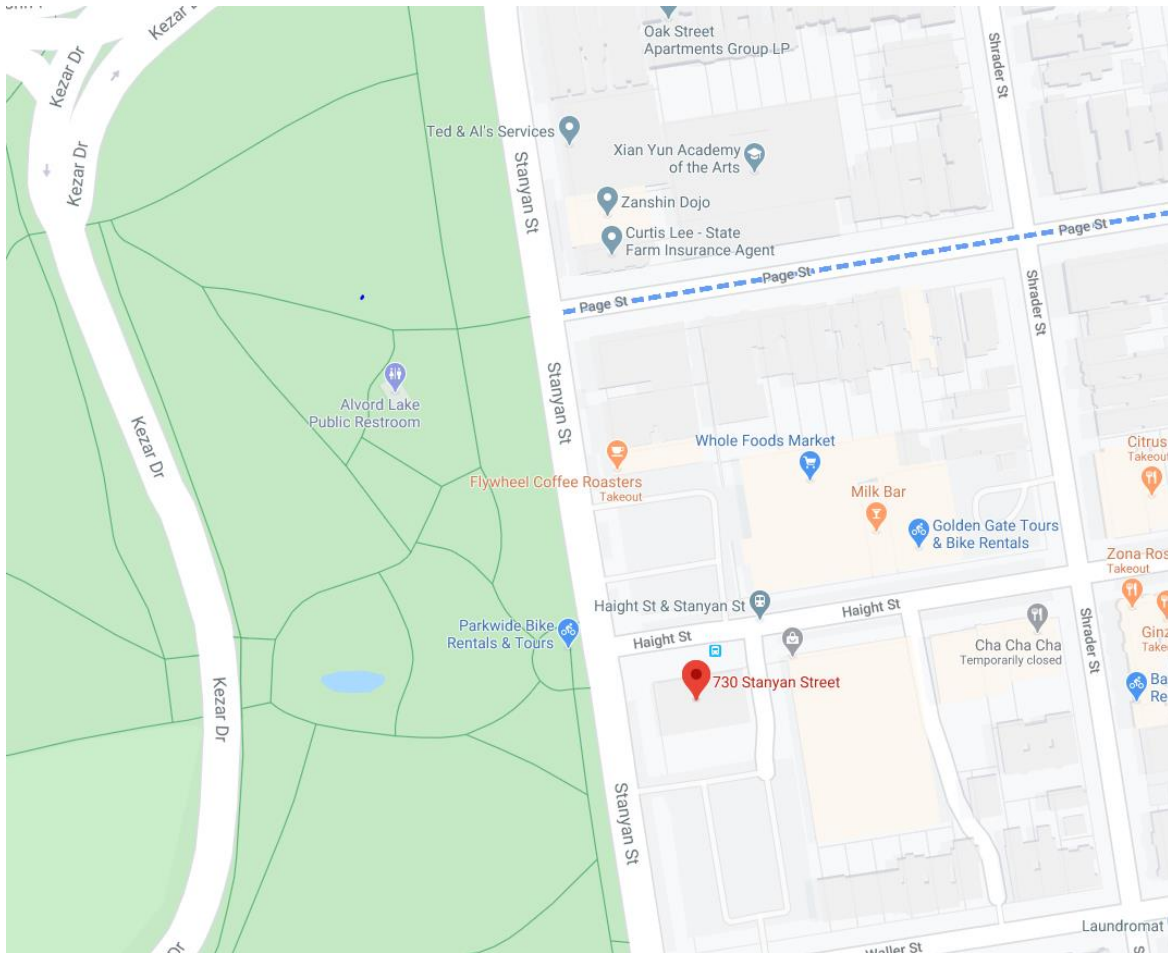 Kezar D
Kezar Dr
Kezar Dr
Kezar Dr
Kezar Dr
Dr
Oak Street
Apartments Group LP
Shrader St
Ted & Al's Services
Xian Yun Academy
of the Arts
Stanyan St
Zanshin Dojo
Curtis Lee - State
Farm Insurance Agent
Page St
Page St
Page St
Shrader St
Alvord Lake
Public Restroom
Stanyan St
Whole Foods Market
Flywheel Coffee Roasters
Takeout
Milk Bar
Citrus
Takeout
Golden Gate Tours
& Bike Rentals
Zona Ros
Takeout
Haight St & Stanyan St
Haight St
Haight St
Parkwide Bike
Rentals & Tours
Cha Cha Cha
Temporarily closed
Shrader St
Ginz
Take
730 Stanyan Street
Ba
Re
Stanyan St
Laundromat
Waller St
S